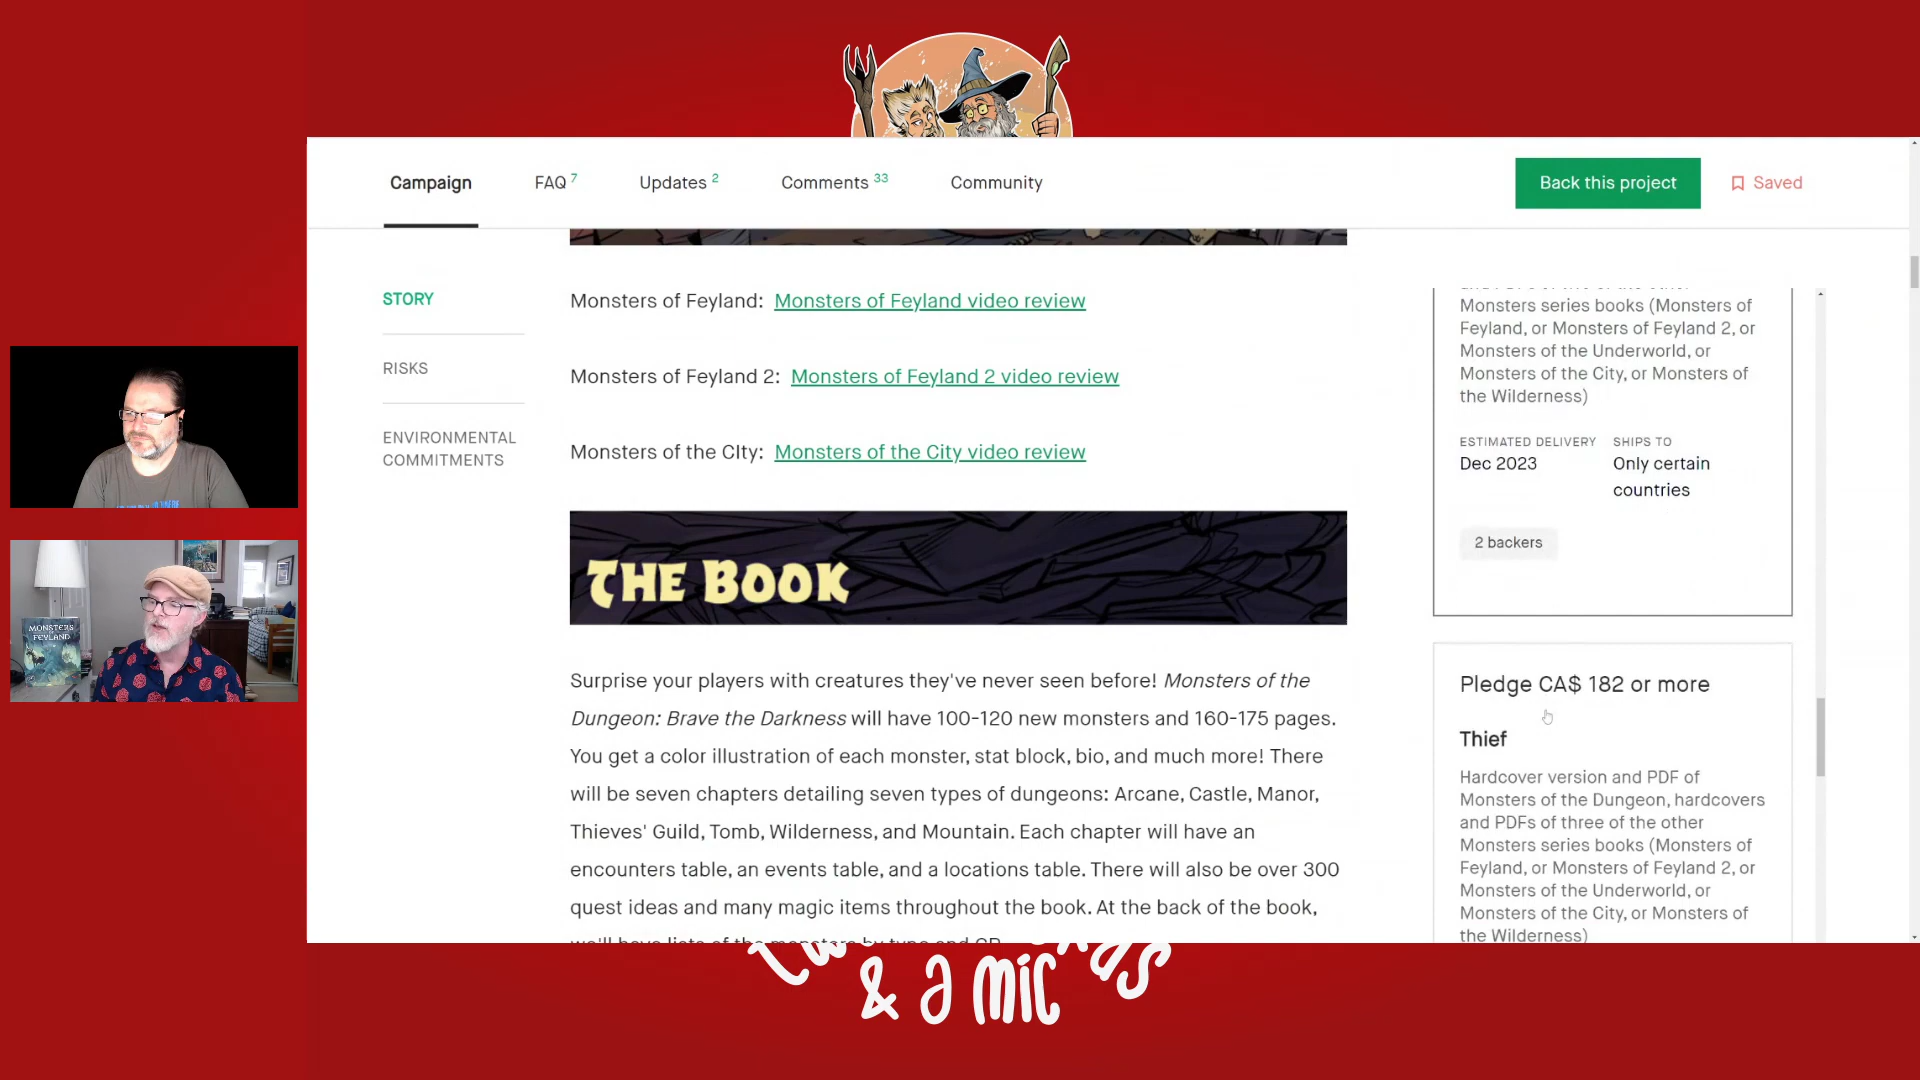 Campaign
FAQ 7
Updates 2
Comments 33
Community
Back this project
Saved
STORY
RISKS
ENVIRONMENTAL
COMMITMENTS
Monsters of Feyland: Monsters of Feyland video review
Monsters of Feyland 2: Monsters of Feyland 2 video review
Monsters of the CIty: Monsters of the City video review
THE BOOK
Surprise your players with creatures they've never seen before! Monsters of the
Dungeon: Brave the Darkness will have 100-120 new monsters and 160-175 pages.
You get a color illustration of each monster, stat block, bio, and much more! There
will be seven chapters detailing seven types of dungeons: Arcane, Castle, Manor,
Thieves' Guild, Tomb, Wilderness, and Mountain. Each chapter will have an
encounters table, an events table, and a locations table. There will also be over 300
quest ideas and many magic items throughout the book. At the back of the book,
we'll have lists of the monsters by type and CR
Monsters series books (Monsters of
Feyland, or Monsters of Feyland 2, or
Monsters of the Underworld, or
Monsters of the City, or Monsters of
the Wilderness)
ESTIMATED DELIVERY
Dec 2023
SHIPS TO
Only certain
countries
2 backers
Pledge CA$ 182 or more
Thief
Hardcover version and PDF of
Monsters of the Dungeon, hardcovers
and PDFs of three of the other
Monsters series books (Monsters of
Feyland, or Monsters of Feyland 2, or
Monsters of the Underworld, or
Monsters of the City, or Monsters of
the Wilderness)
MONSTERS
OF
FEYLAND
& a mic